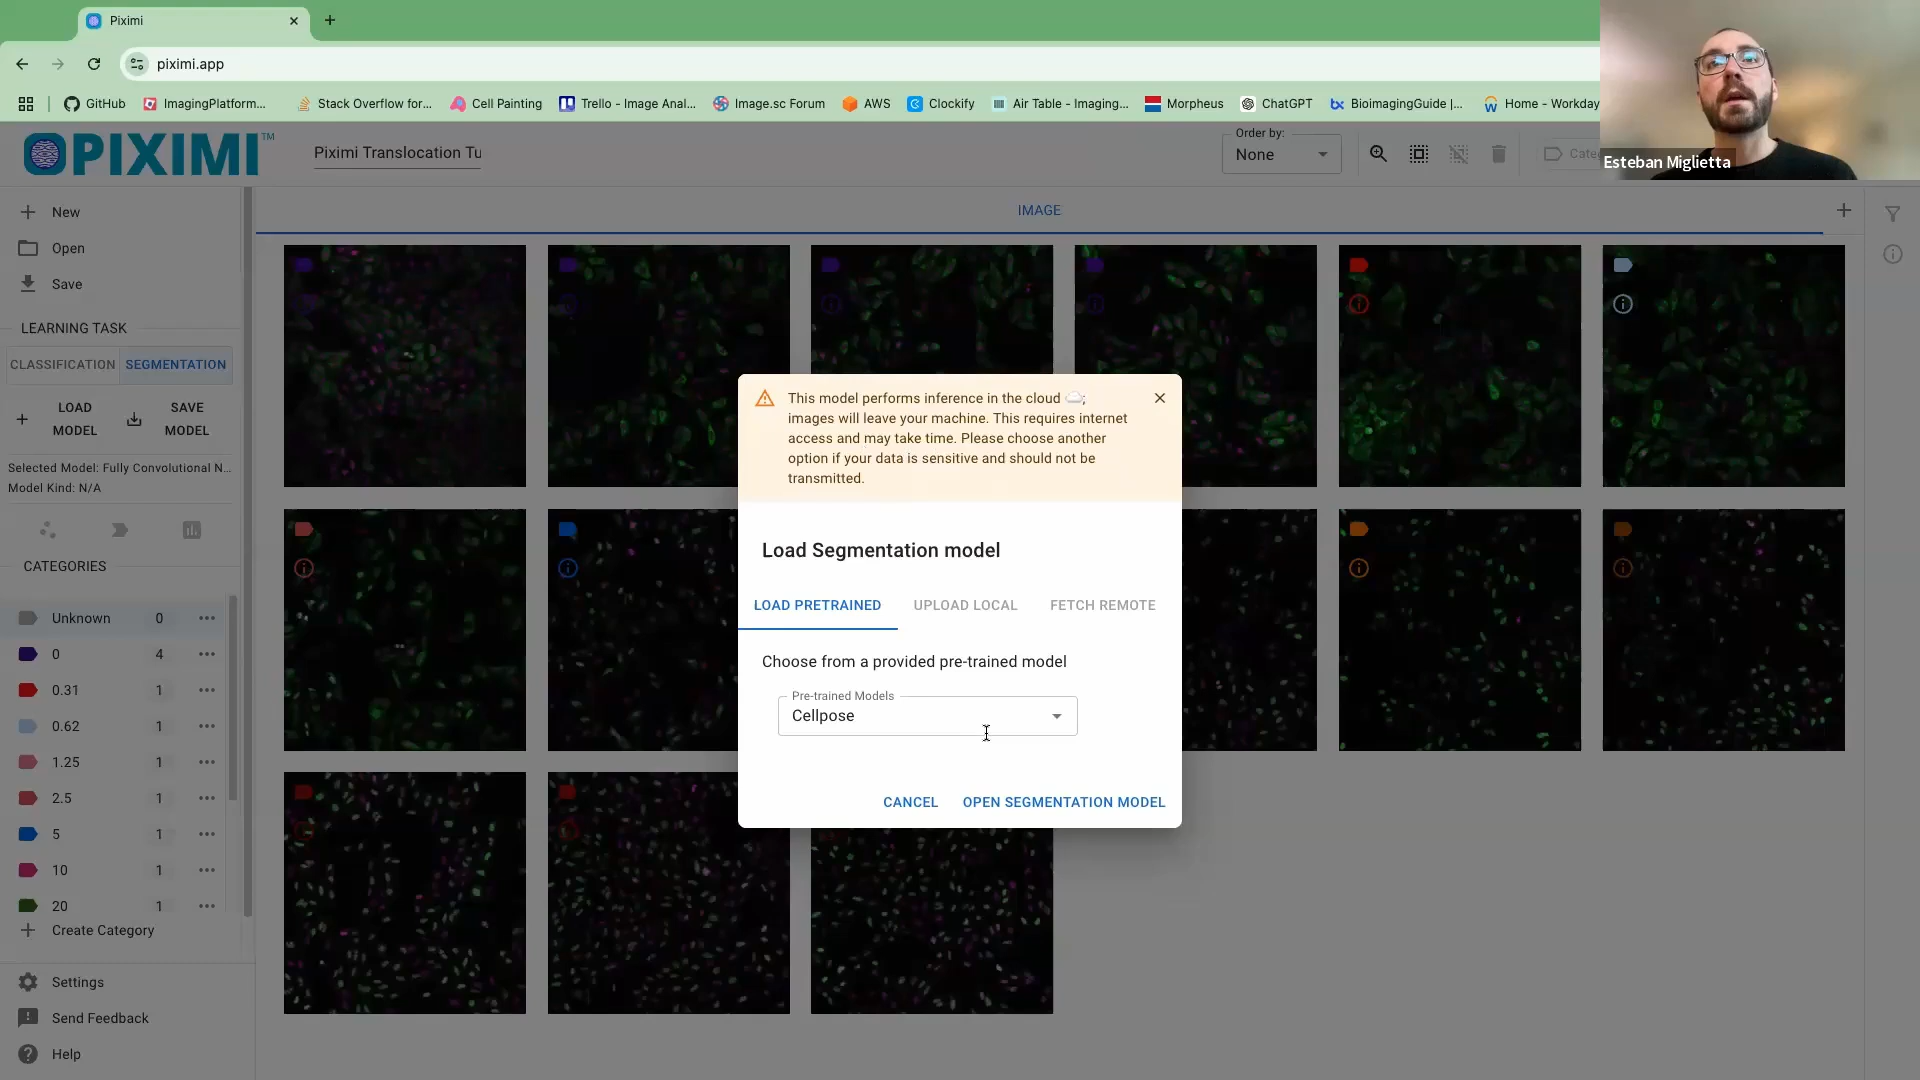 Piximi
piximi.app
GitHub
ImagingPlatform...
Stack Overflow for...
Cell Painting
Trello - Image Anal...
Image.sc Forum
AWS
Clockify
Air Table - Imaging...
Morpheus
ChatGPT
BioimagingGuide |...
Home - Workday
Esteban Miglietta
PIXIMI™
Piximi Translocation Tu
Order by:
None
Cate
New
Open
Save
IMAGE
LEARNING TASK
CLASSIFICATION
SEGMENTATION
LOAD
MODEL
SAVE
MODEL
Selected Model: Fully Convolutional N...
Model Kind: N/A
CATEGORIES
Unknown 0
0 4
0.31 1
0.62 1
1.25 1
2.5 1
5 1
10 1
20 1
Create Category
Settings
Send Feedback
Help
This model performs inference in the cloud ☁️;
images will leave your machine. This requires internet
access and may take time. Please choose another
option if your data is sensitive and should not be
transmitted.
Load Segmentation model
LOAD PRETRAINED
UPLOAD LOCAL
FETCH REMOTE
Choose from a provided pre-trained model
Pre-trained Models
Cellpose
CANCEL
OPEN SEGMENTATION MODEL